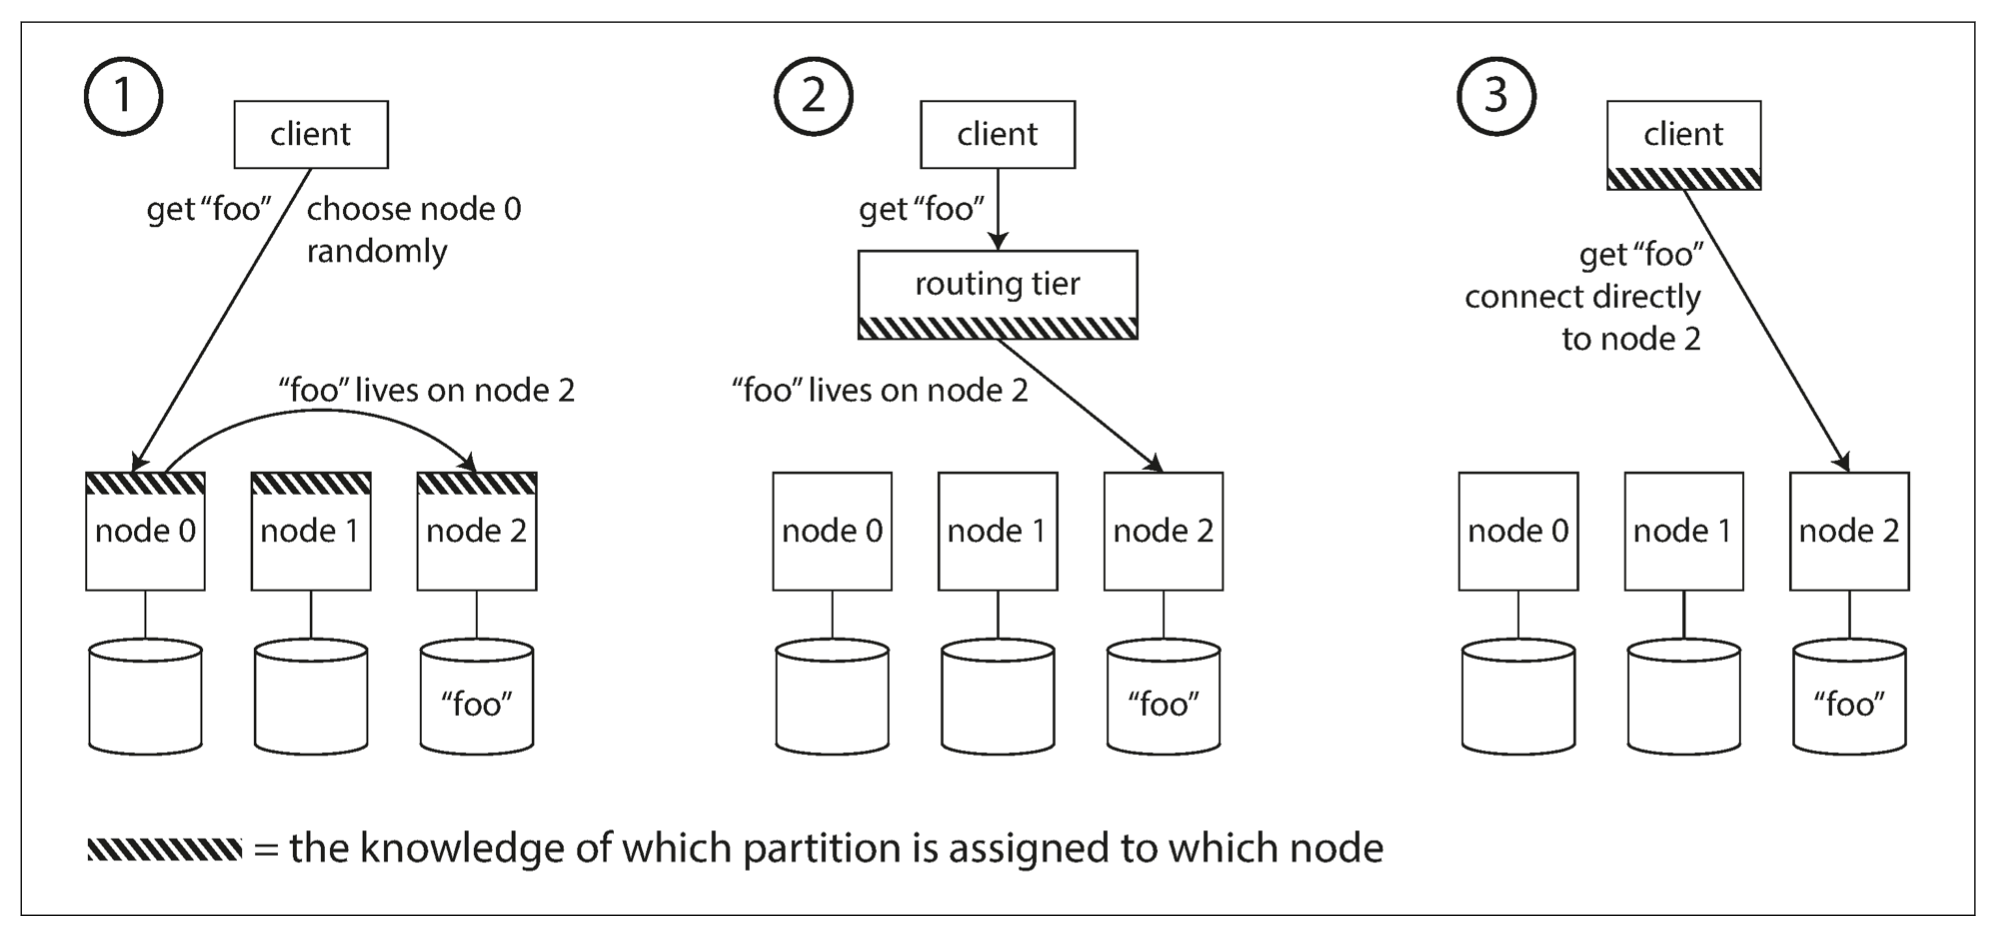 1
client
get “foo”
choose node 0
randomly
“foo” lives on node 2
node 0
node 1
node 2
“foo”
2
client
get “foo”
routing tier
“foo” lives on node 2
node 0
node 1
node 2
“foo”
3
client
get “foo”
connect directly
to node 2
node 0
node 1
node 2
“foo”
= the knowledge of which partition is assigned to which node